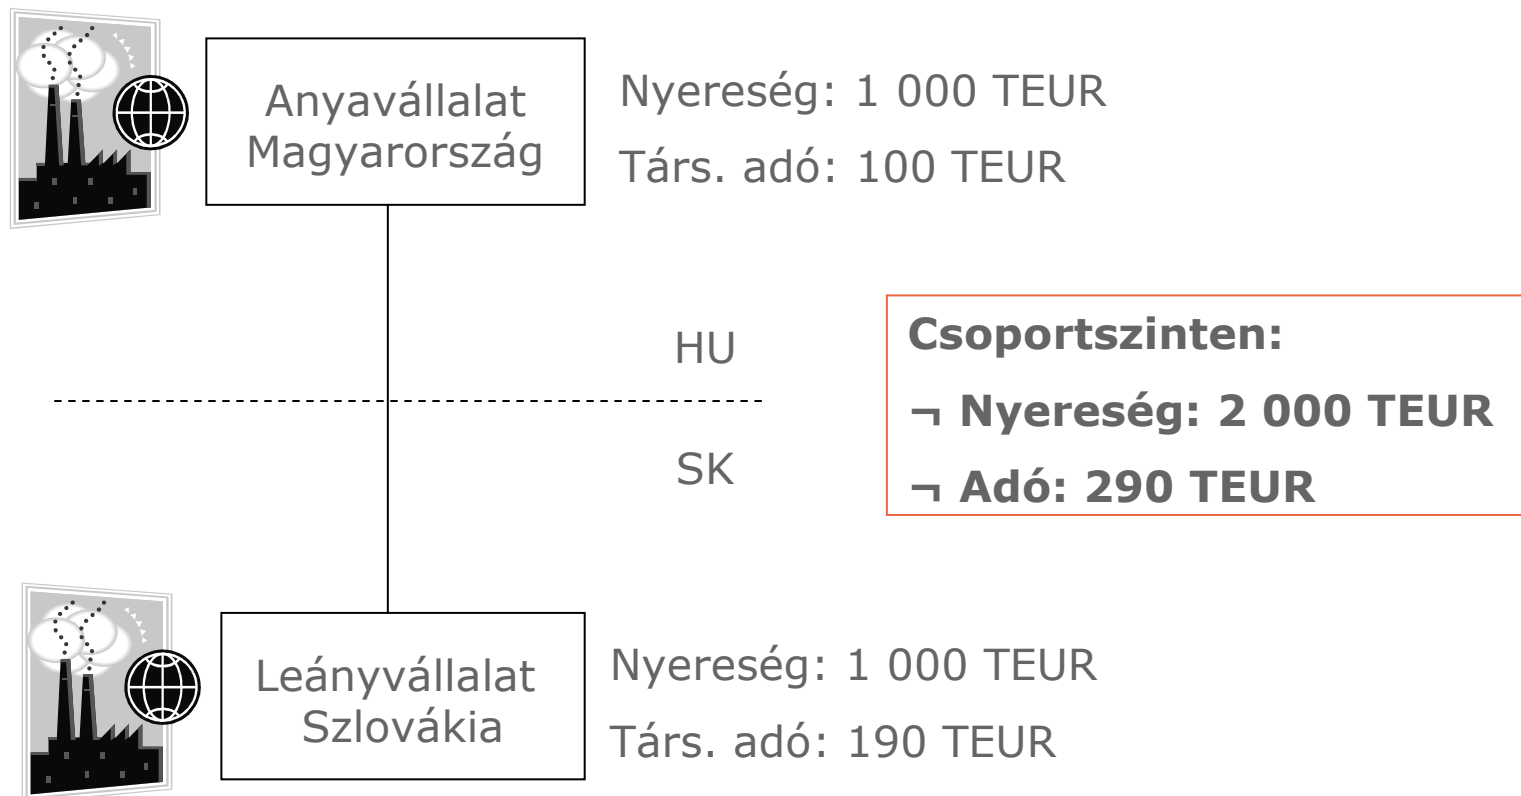 Anyavállalat
Magyarország
Nyereség: 1 000 TEUR
Társ. adó: 100 TEUR
HU
SK
Csoportszinten:
¬ Nyereség: 2 000 TEUR
¬ Adó: 290 TEUR
Leányvállalat
Szlovákia
Nyereség: 1 000 TEUR
Társ. adó: 190 TEUR